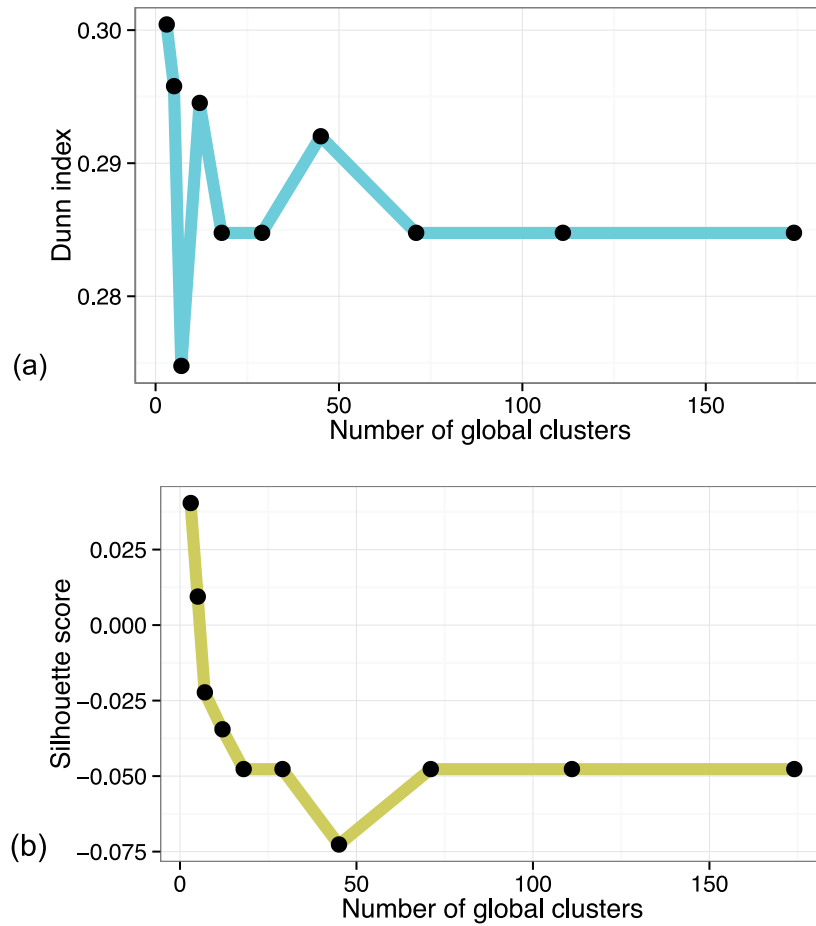 0.30
0.29
0.28
Dunn index
(a)
0 50 100 150
Number of global clusters
0.025
0.000
−0.025
−0.050
−0.075
Silhouette score
(b)
0 50 100 150
Number of global clusters